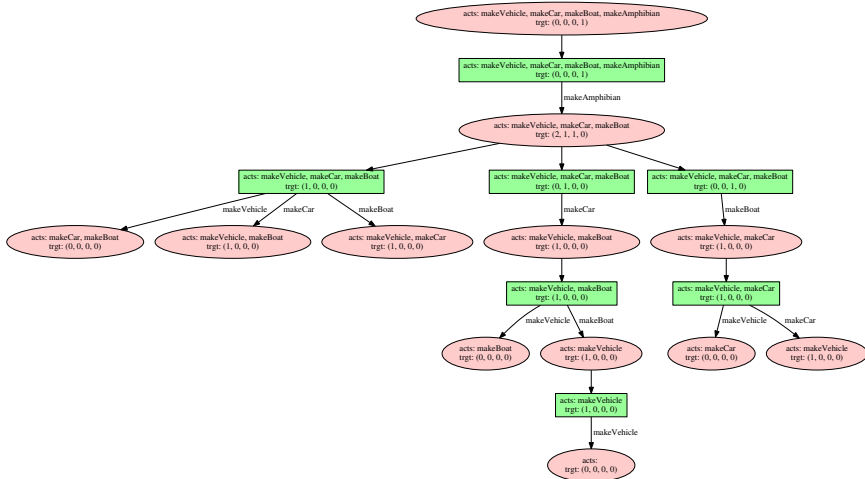 acts: makeVehicle, makeCar, makeBoat, makeAmphibian
trgt: (0, 0, 0, 1)
acts: makeVehicle, makeCar, makeBoat, makeAmphibian
trgt: (0, 0, 0, 1)
makeAmphibian
acts: makeVehicle, makeCar, makeBoat
trgt: (2, 1, 1, 0)
acts: makeVehicle, makeCar, makeBoat
trgt: (1, 0, 0, 0)
acts: makeVehicle, makeCar, makeBoat
trgt: (0, 1, 0, 0)
acts: makeVehicle, makeCar, makeBoat
trgt: (0, 0, 1, 0)
makeVehicle
makeCar
makeBoat
makeCar
makeBoat
acts: makeCar, makeBoat
trgt: (0, 0, 0, 0)
acts: makeVehicle, makeBoat
trgt: (1, 0, 0, 0)
acts: makeVehicle, makeCar
trgt: (1, 0, 0, 0)
acts: makeVehicle, makeBoat
trgt: (1, 0, 0, 0)
acts: makeVehicle, makeCar
trgt: (1, 0, 0, 0)
acts: makeVehicle, makeBoat
trgt: (1, 0, 0, 0)
acts: makeVehicle, makeCar
trgt: (1, 0, 0, 0)
makeVehicle
makeBoat
makeVehicle
makeCar
acts: makeBoat
trgt: (0, 0, 0, 0)
acts: makeVehicle
trgt: (1, 0, 0, 0)
acts: makeCar
trgt: (0, 0, 0, 0)
acts: makeVehicle
trgt: (1, 0, 0, 0)
acts: makeVehicle
trgt: (1, 0, 0, 0)
makeVehicle
acts:
trgt: (0, 0, 0, 0)